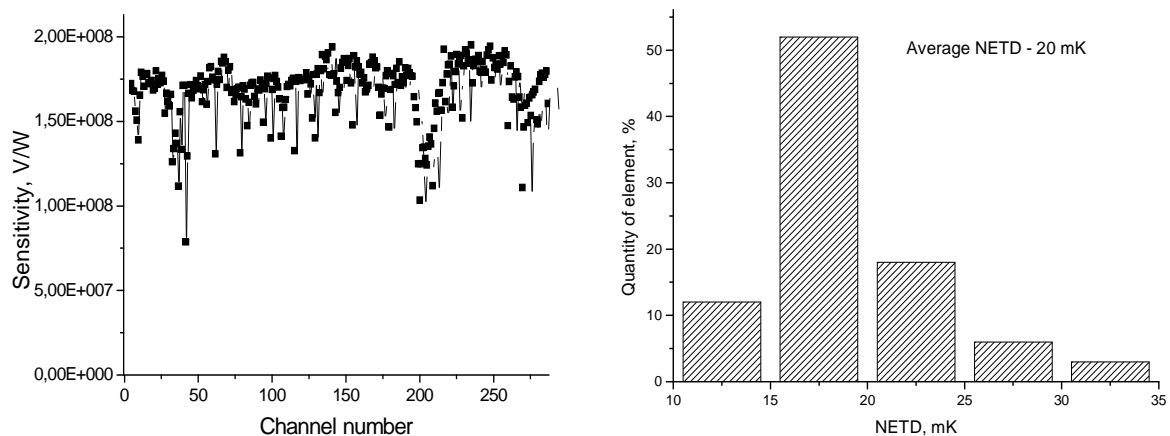 2,00E+008
1,50E+008
1,00E+008
5,00E+007
0,00E+000
Sensitivity, V/W
0 50 100 150 200 250
Channel number
50
40
30
20
10
0
Quantity of element, %
Average NETD - 20 mK
10 15 20 25 30 35
NETD, mK